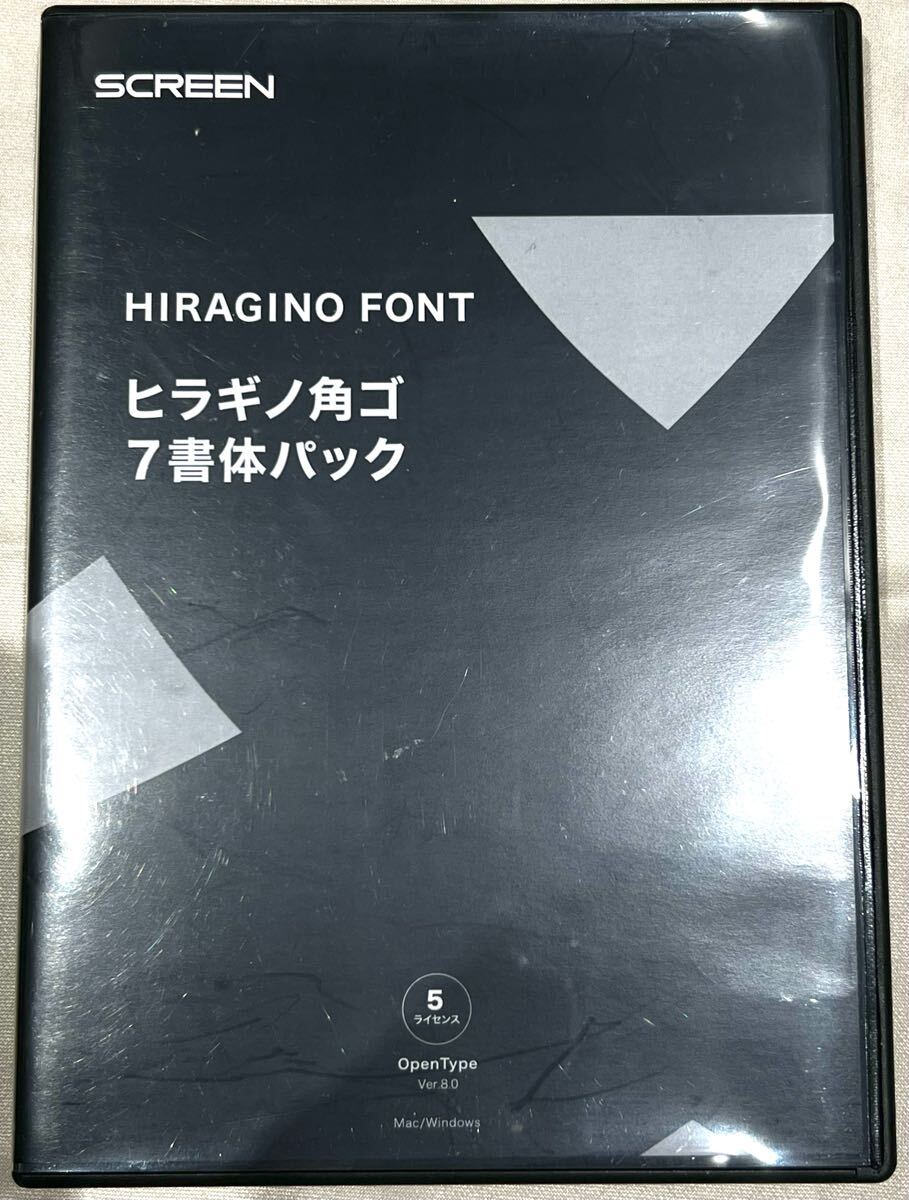 SCREEN
HIRAGINO FONT
ヒラギノ角ゴ
7書体パック
5
ライセンス
OpenType
Ver.8.0
Mac/Windows